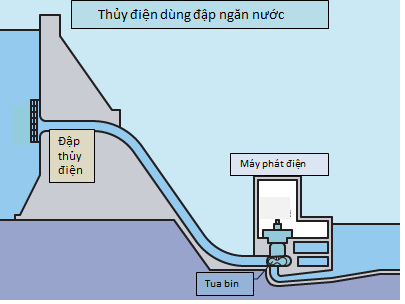 Thủy điện dùng đập ngăn nước
Đập
thủy
điện
Máy phát điện
Tua bin